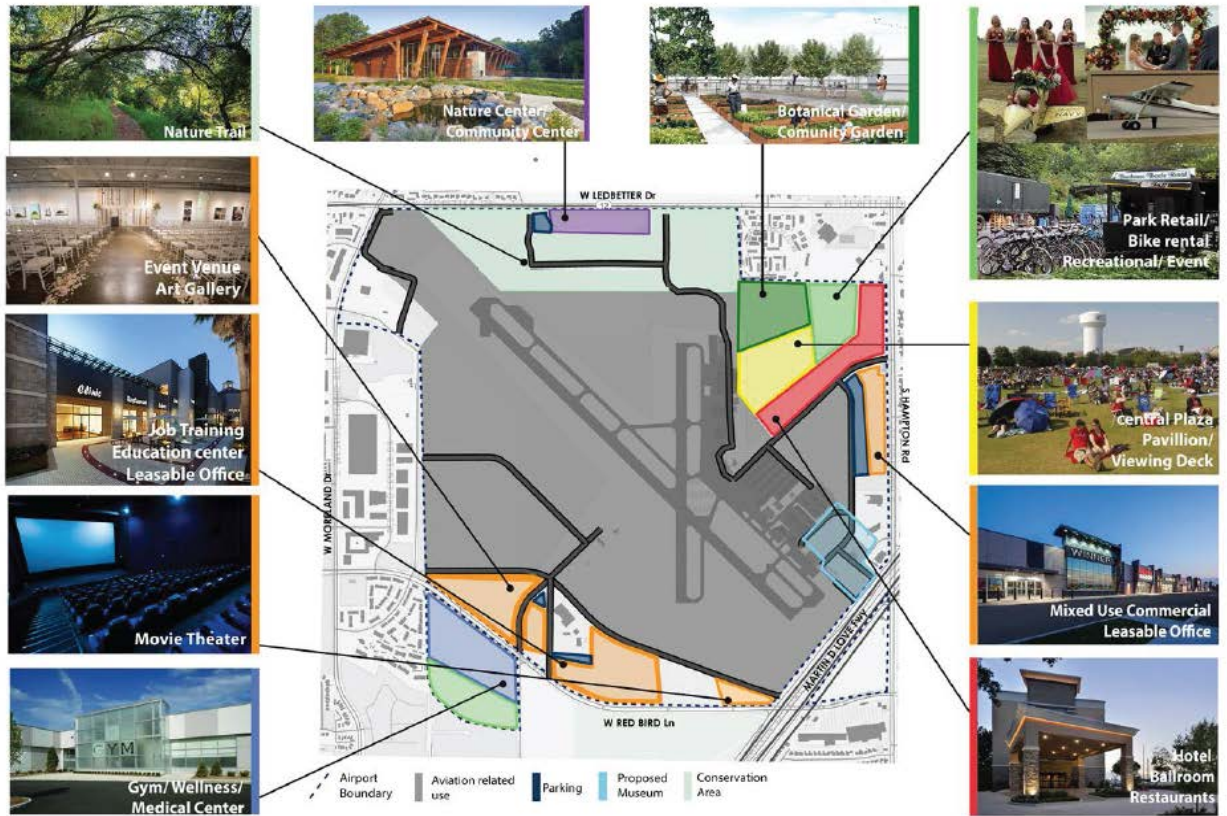 Nature Trail
Nature Center/
Community Center
Botanical Garden/
Comunity Garden
NAVY
Park Retail/
Bike rental
Recreational/ Event
Event Venue
Art Gallery
Clinic
Job Training
Education center
Leasable Office
Movie Theater
GYM
Gym/ Wellness/
Medical Center
central Plaza
Pavillion/
Viewing Deck
WINNER
Mixed Use Commercial
Leasable Office
Hotel
Ballroom
Restaurants
W LEDBETTER Dr
S HAMPTON Rd
W MORELAND Dr
MARTIN D LOVE FWY
W RED BIRD Ln
Airport
Boundary
Aviation related
use
Parking
Proposed
Museum
Conservation
Area